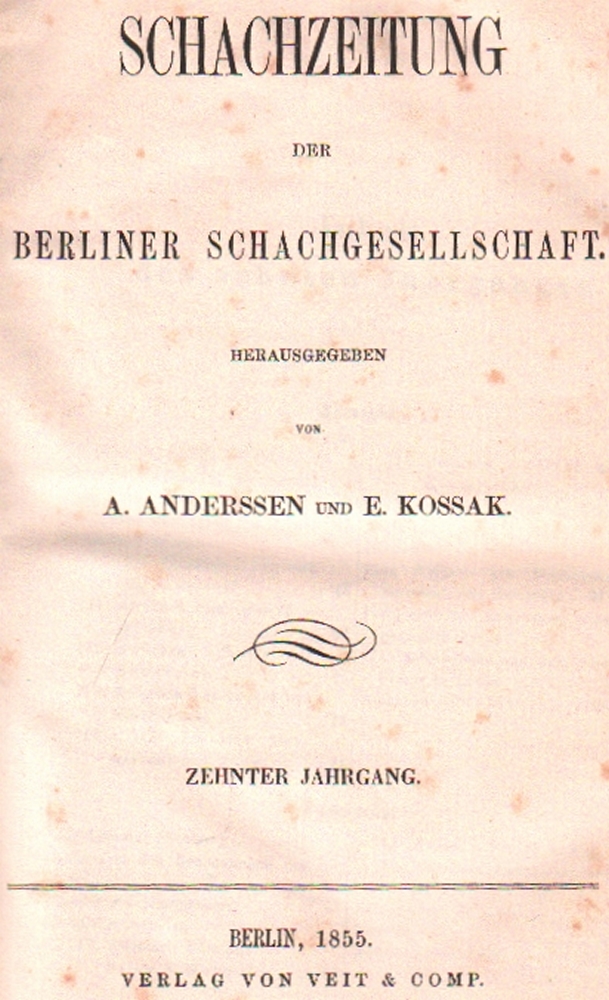 SCHACHZEITUNG
DER
BERLINER SCHACHGESELLSCHAFT.
HERAUSGEGEBEN
VON
A. ANDERSSEN UND E. KOSSAK.
ZEHNTER JAHRGANG.
BERLIN, 1855.
VERLAG VON VEIT & COMP.